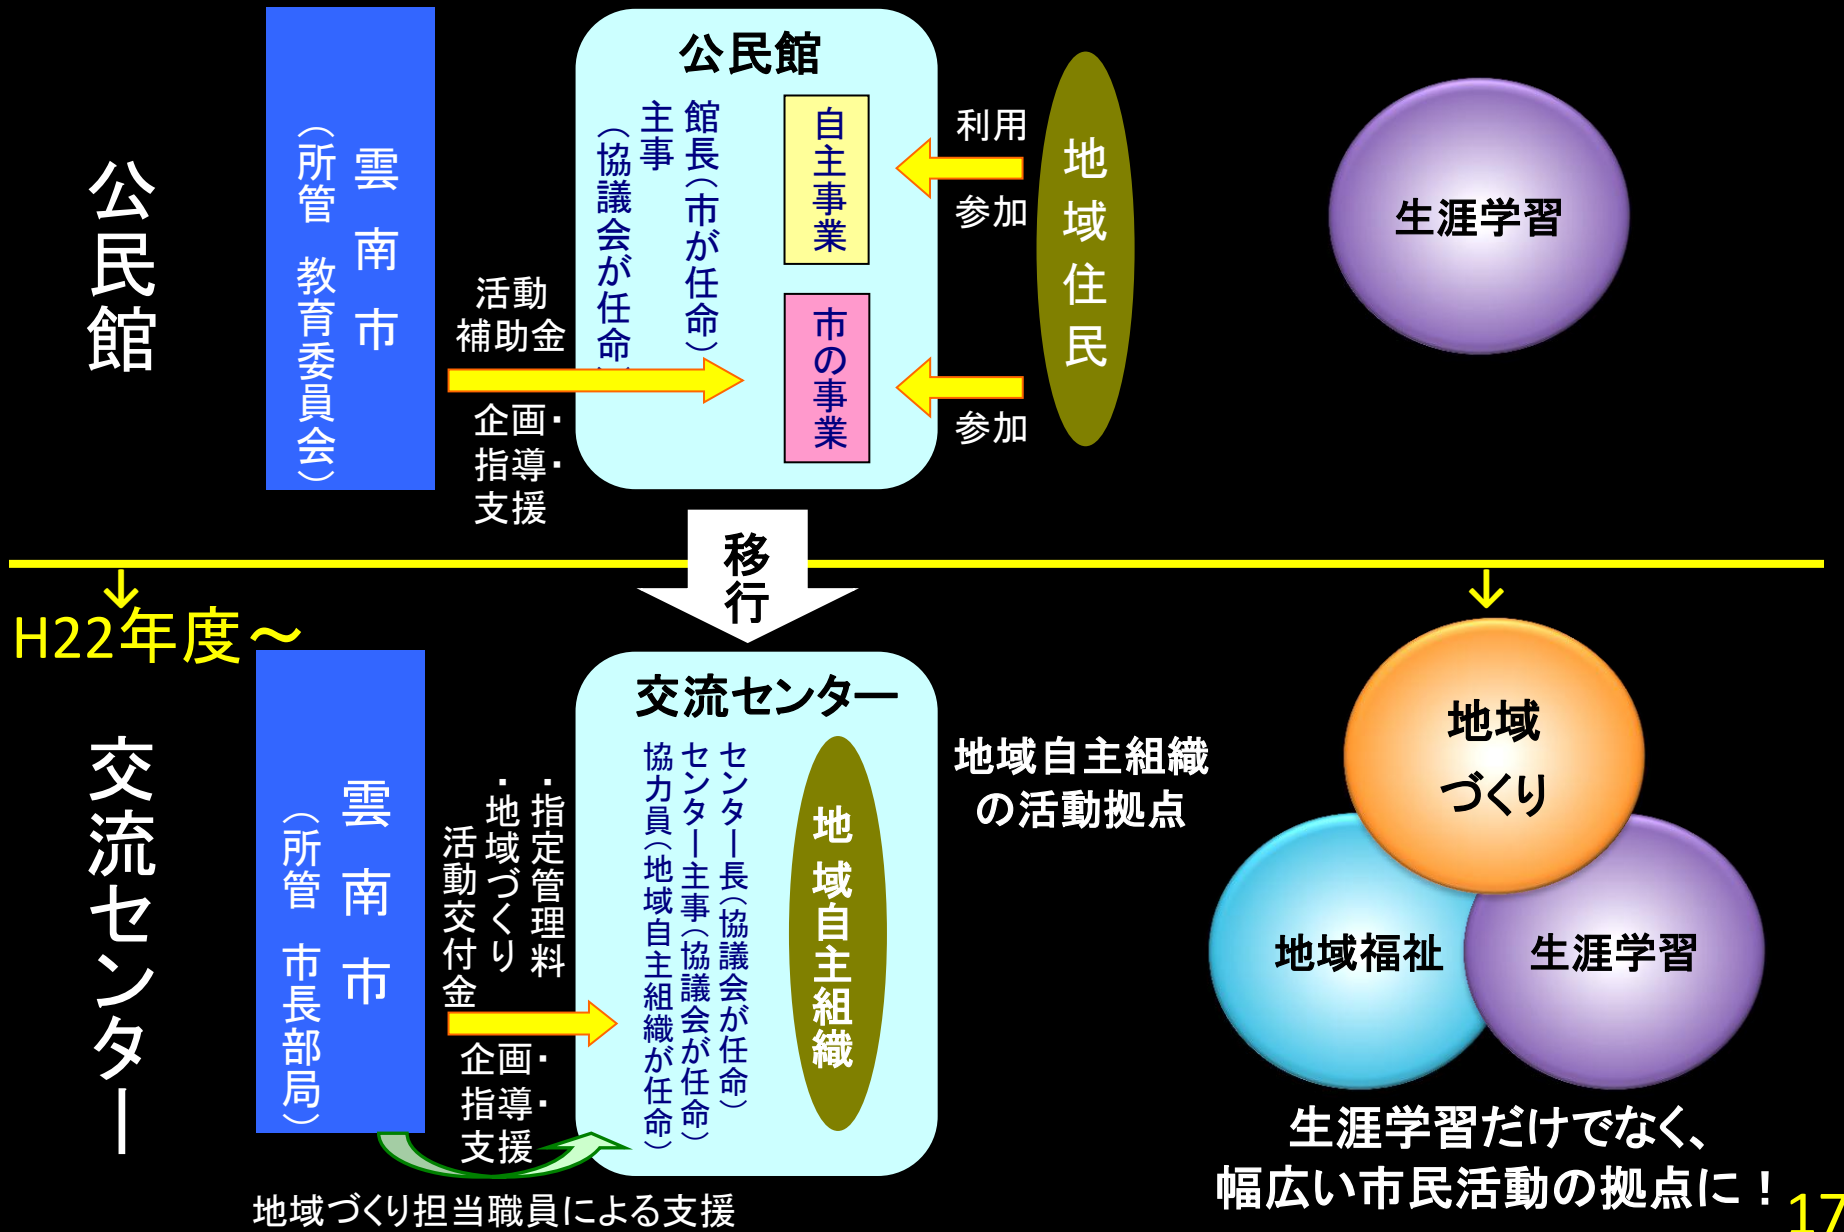 公民館
雲南市
（所管 教育委員会）
活動
補助金
企画・
指導・
支援
公民館
館長（市が任命）
主事
（協議会が任命）
自主事業
市の事業
利用
参加
参加
地域住民
生涯学習
移行
↓
H22年度～
↓
交流センター
雲南市
（所管 市長部局）
・指定管理料
・地域づくり
活動交付金
企画・
指導・
支援
地域づくり担当職員による支援
交流センター
センター長（協議会が任命）
センター主事（協議会が任命）
協力員（地域自主組織が任命）
地域自主組織
地域自主組織
の活動拠点
地域
づくり
地域福祉
生涯学習
生涯学習だけでなく、
幅広い市民活動の拠点に！
17